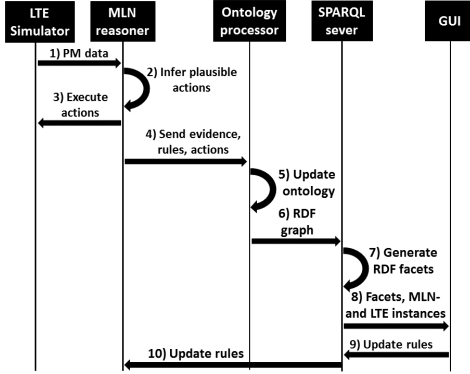 LTE
Simulator
MLN
reasoner
Ontology
processor
SPARQL
sever
GUI
1) PM data
2) Infer plausible
actions
3) Execute
actions
4) Send evidence,
rules, actions
5) Update
ontology
6) RDF
graph
7) Generate
RDF facets
8) Facets, MLN-
and LTE instances
9) Update rules
10) Update rules